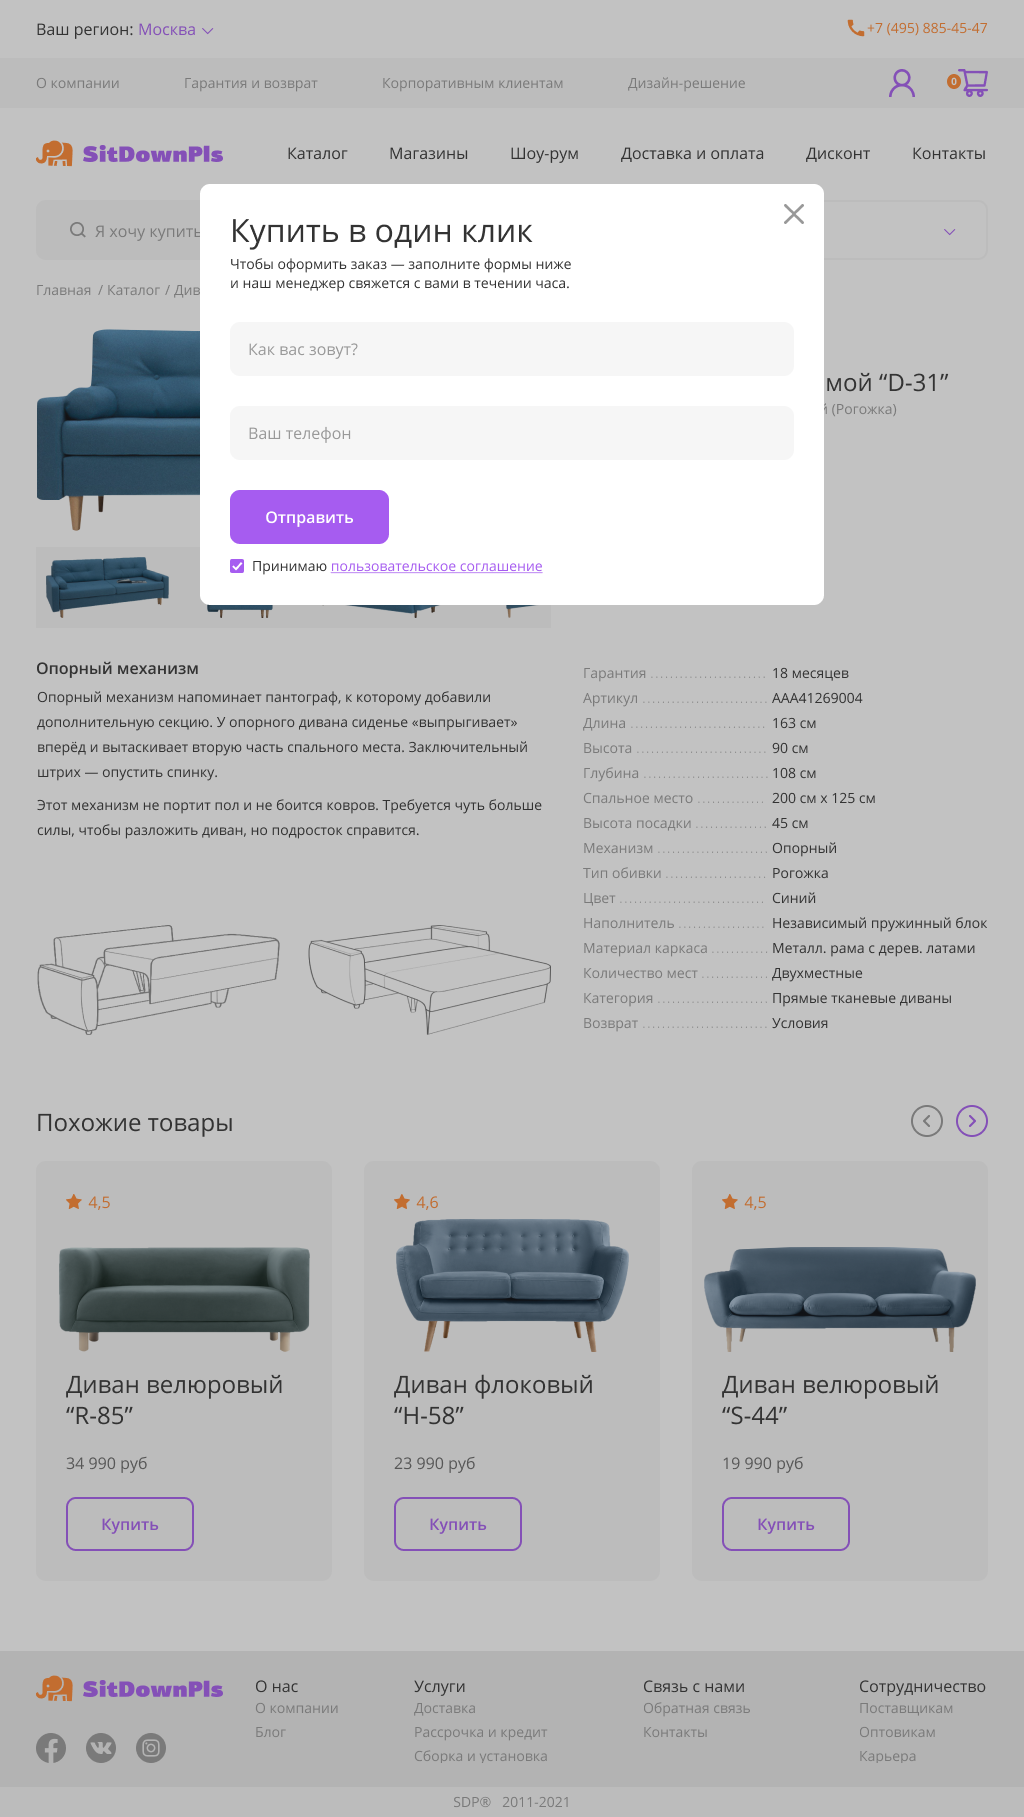 Ваш регион: Москва
+7 (495) 885-45-47
О компании
Гарантия и возврат
Корпоративным клиентам
Дизайн-решение
0
SitDownPls
Каталог
Магазины
Шоу-рум
Доставка и оплата
Дисконт
Контакты
Я хочу купить
Главная / Каталог / Див
Купить в один клик
Чтобы оформить заказ — заполните формы ниже
и наш менеджер свяжется с вами в течении часа.
Как вас зовут?
Ваш телефон
Отправить
Принимаю пользовательское соглашение
мой “D-31”
й (Рогожка)
Опорный механизм
Опорный механизм напоминает пантограф, к которому добавили
дополнительную секцию. У опорного дивана сиденье «выпрыгивает»
вперёд и вытаскивает вторую часть спального места. Заключительный
штрих — опустить спинку.
Этот механизм не портит пол и не боится ковров. Требуется чуть больше
силы, чтобы разложить диван, но подросток справится.
Гарантия 18 месяцев
Артикул AAA41269004
Длина 163 см
Высота 90 см
Глубина 108 см
Спальное место 200 см x 125 см
Высота посадки 45 см
Механизм Опорный
Тип обивки Рогожка
Цвет Синий
Наполнитель Независимый пружинный блок
Материал каркаса Металл. рама с дерев. латами
Количество мест Двухместные
Категория Прямые тканевые диваны
Возврат Условия
Похожие товары
4,5
Диван велюровый
“R-85”
34 990 руб
Купить
4,6
Диван флоковый
“H-58”
23 990 руб
Купить
4,5
Диван велюровый
“S-44”
19 990 руб
Купить
SitDownPls
О нас
О компании
Блог
Услуги
Доставка
Рассрочка и кредит
Сборка и установка
Связь с нами
Обратная связь
Контакты
Сотрудничество
Поставщикам
Оптовикам
Карьера
SDP® 2011-2021